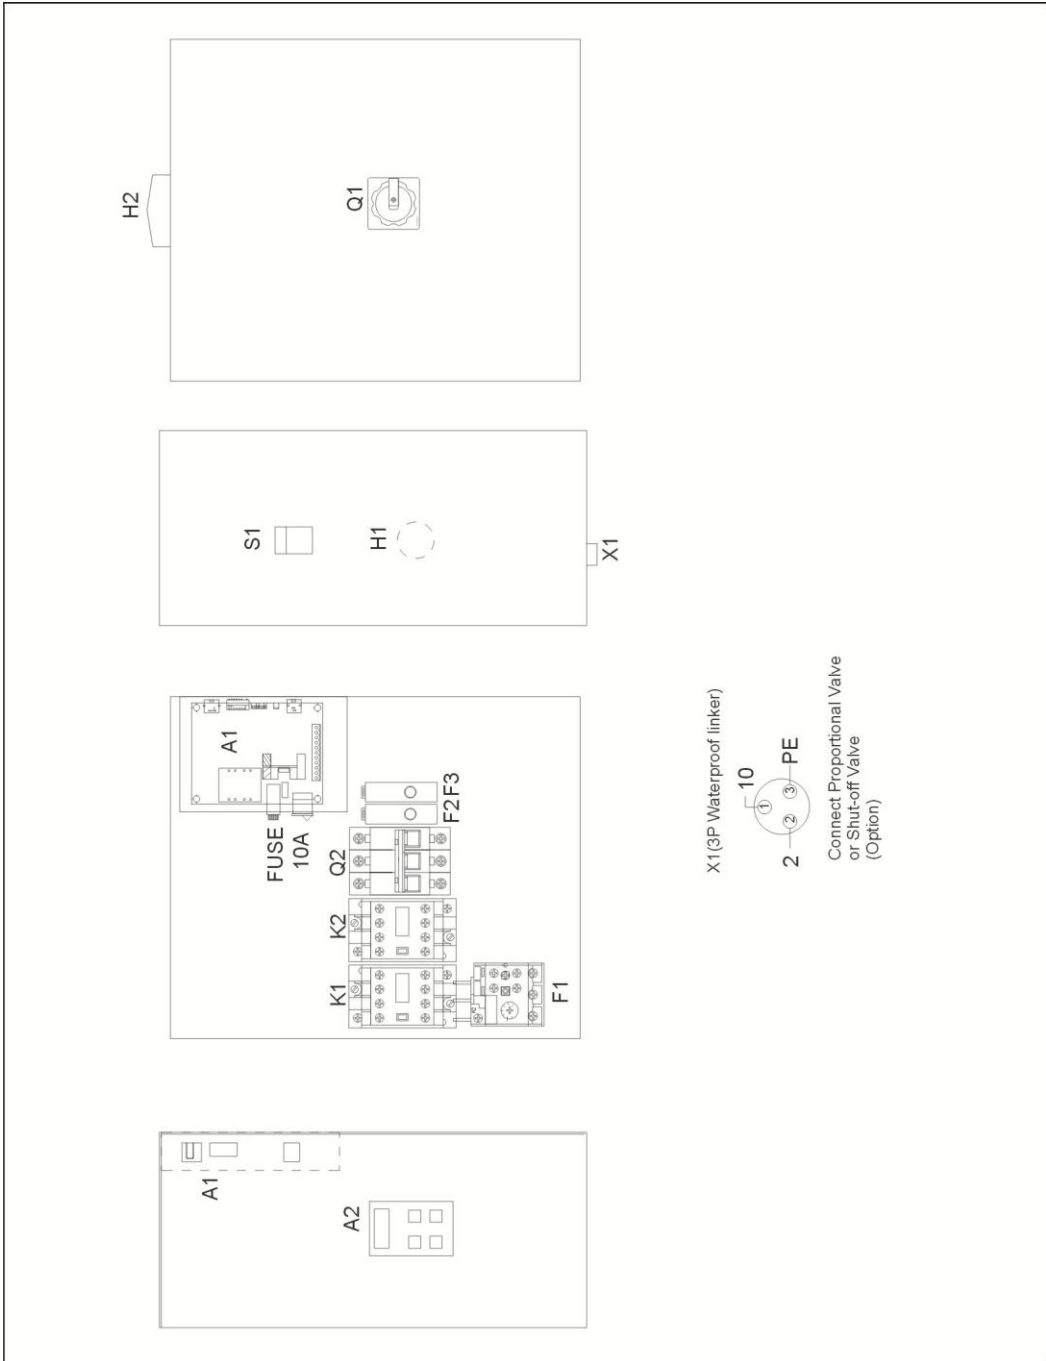 H2
Q1
S1
H1
X1
A1
FUSE
10A
F2F3
Q2
K2
K1
F1
A1
A2
X1(3P Waterproof linker)
10
1
2
3
2
PE
Connect Proportional Valve
or Shut-off Valve
(Option)